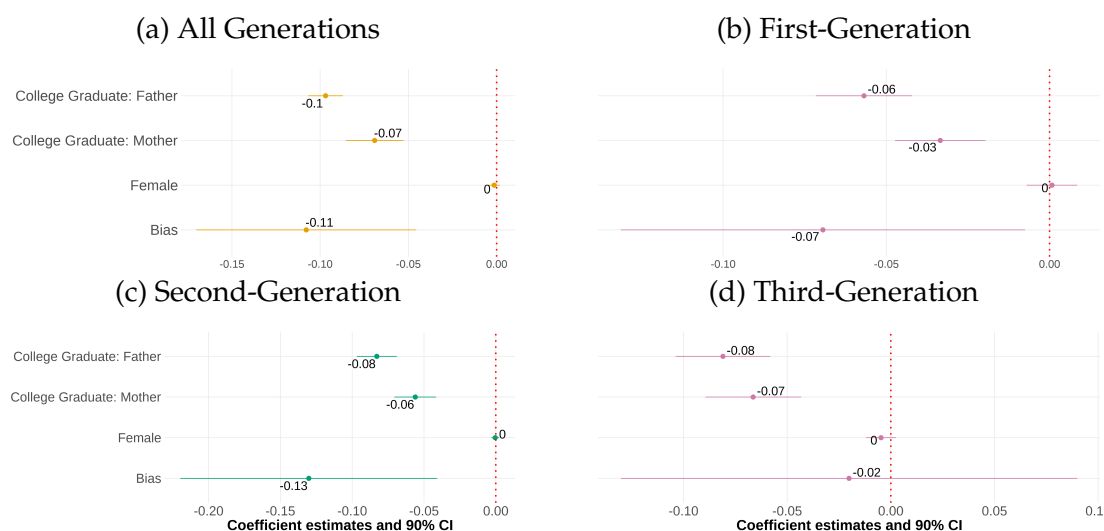 (a) All Generations
College Graduate: Father
-0.1
College Graduate: Mother
-0.07
Female
0
Bias
-0.11
-0.15 -0.10 -0.05 0.00
(b) First-Generation
-0.06
-0.03
0
-0.07
-0.10 -0.05 0.00
(c) Second-Generation
College Graduate: Father
-0.08
College Graduate: Mother
-0.06
Female
0
Bias
-0.13
-0.20 -0.15 -0.10 -0.05 0.00
Coefficient estimates and 90% CI
(d) Third-Generation
-0.08
-0.07
0
-0.02
-0.10 -0.05 0.00 0.05 0.1
Coefficient estimates and 90% CI